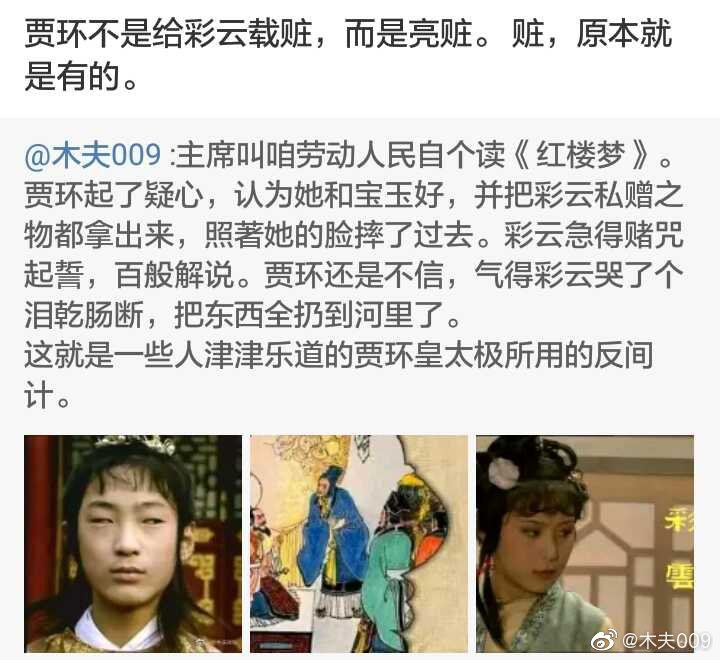 贾环不是给彩云载赃，而是亮赃。 赃，原本就
是有的。
@木夫009 :主席叫咱劳动人民自个读《 红楼梦 》。
贾环起了疑心，认为她和宝玉好，并把彩云私赠之
物都拿出来，照著她的脸摔了过去。彩云急得赌咒
起誓，百般解说。贾环还是不信，气得彩云哭了个
泪乾肠断，把东西全扔到河里了。
这就是一些人津津乐道的贾环皇太极所用的反间
计。
彩
雲
@木夫009